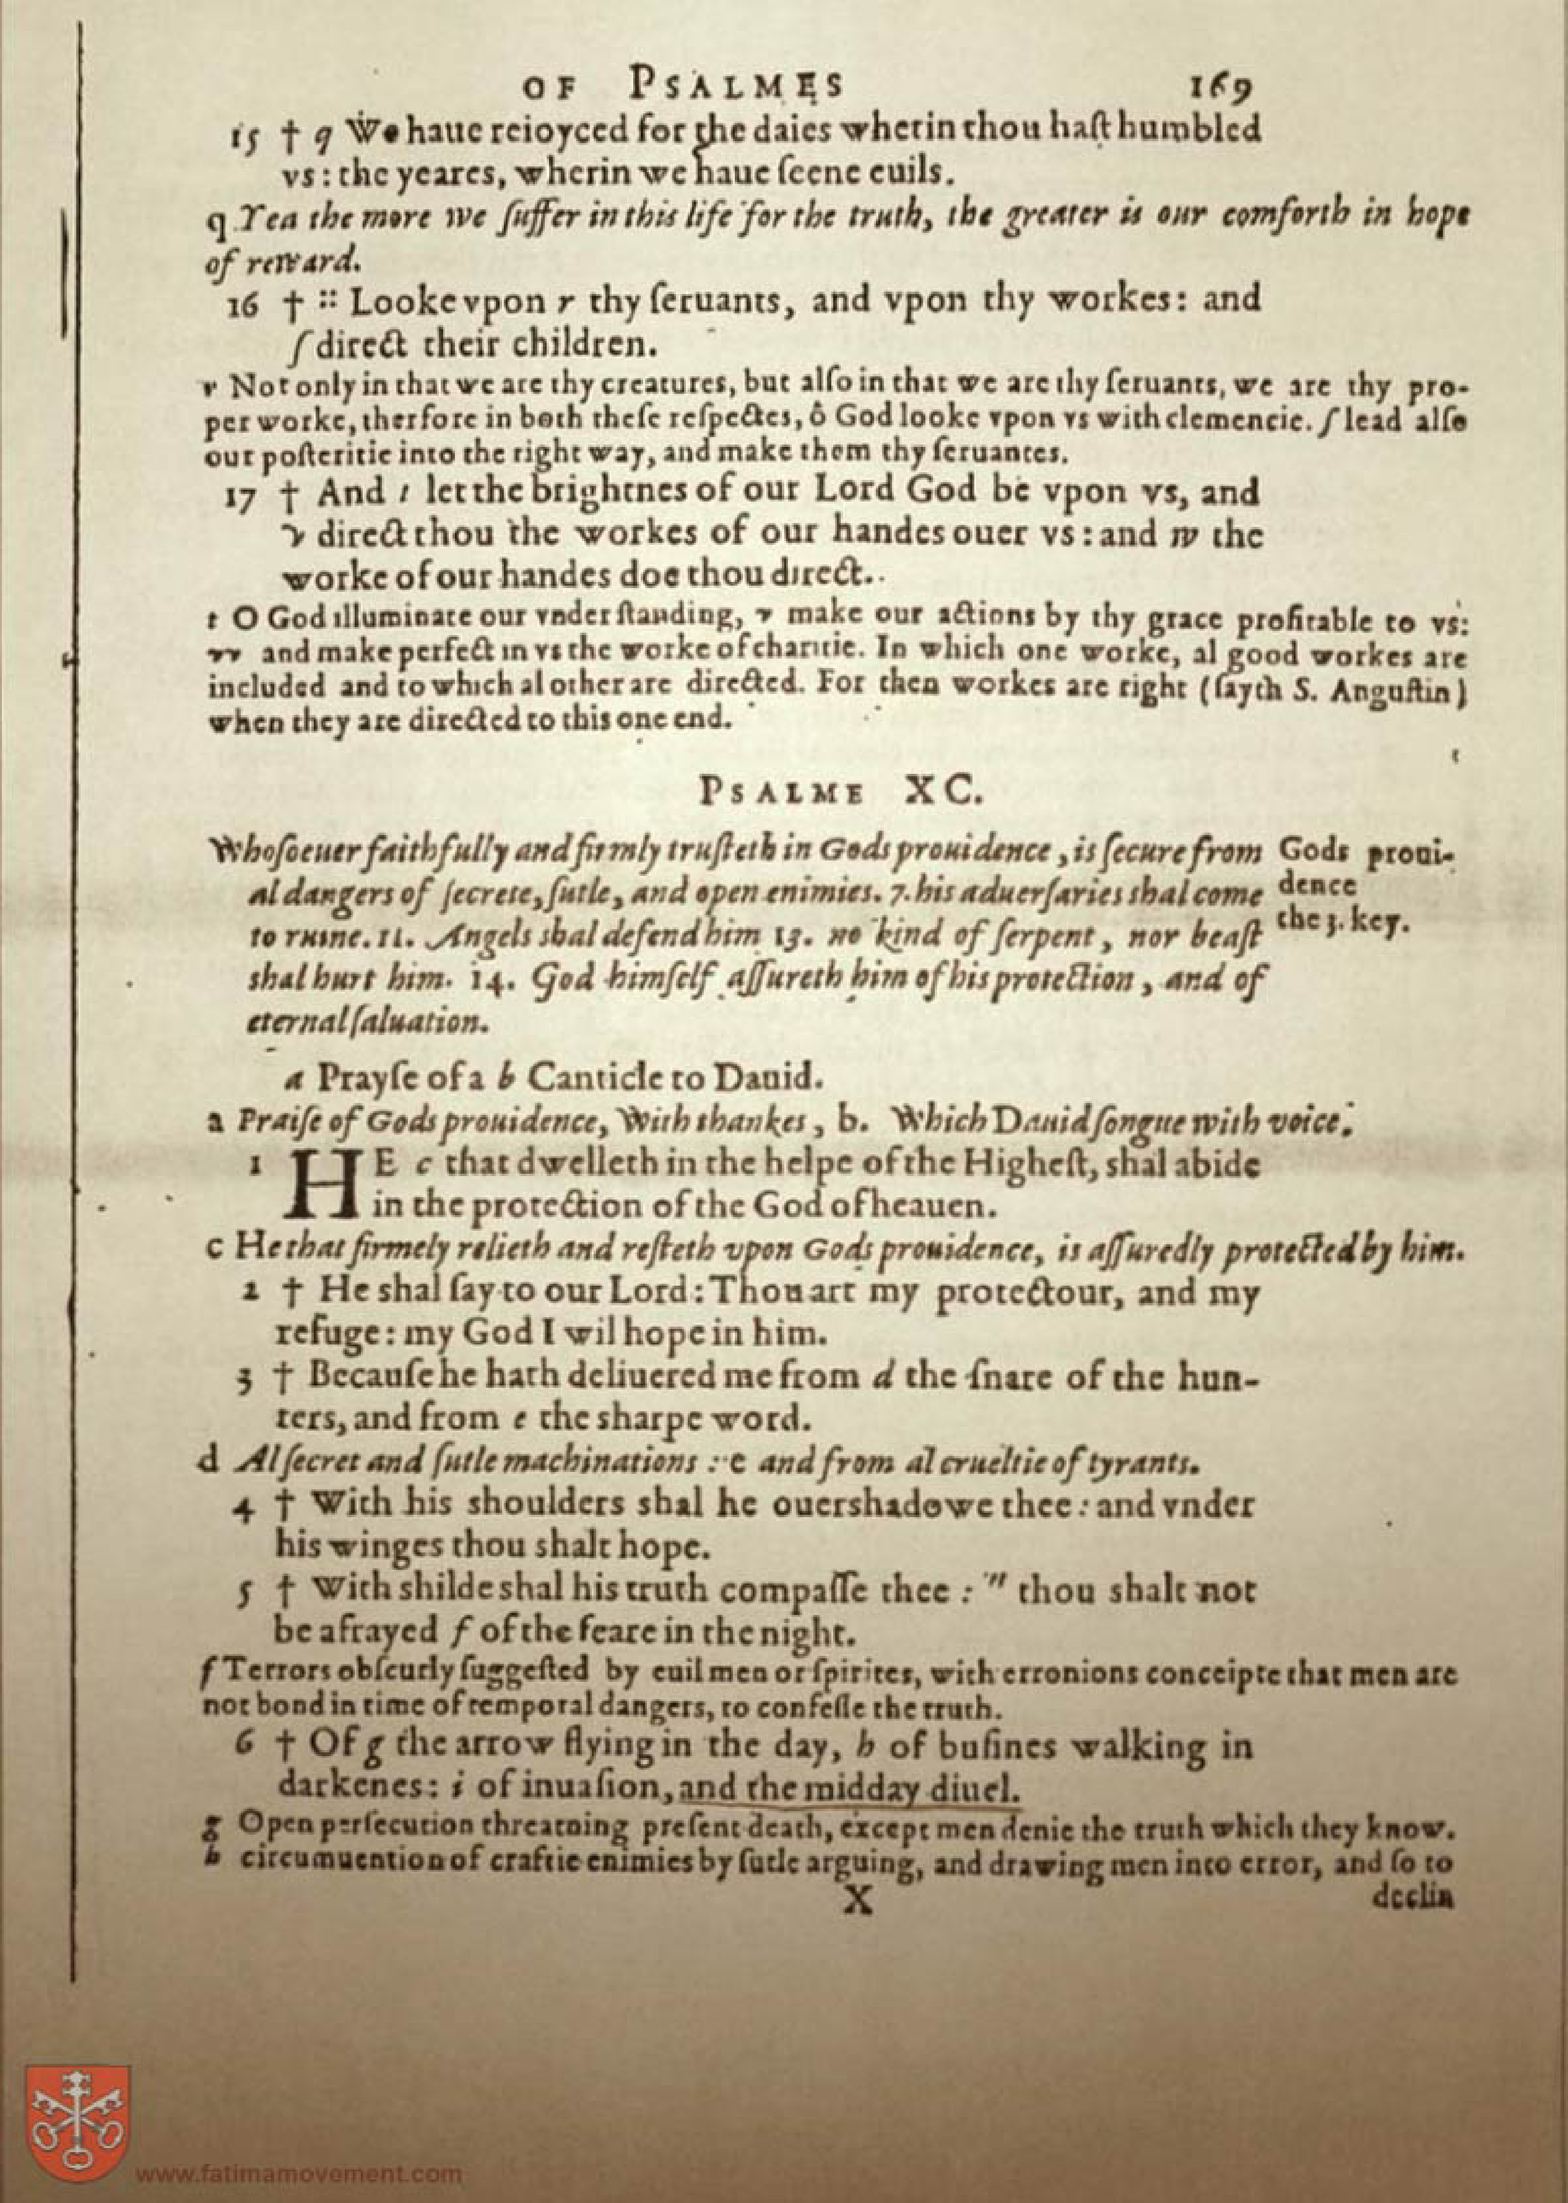 OF PSALMES 169
15 † q We haue reioyced for the daies wherin thou haſt humbled
vs: the yeares, wherin we haue ſeene euils.
q Yea the more we ſuffer in this life for the truth, the greater is our comforth in hope
of reward.
16 † :: Looke vpon r thy ſeruants, and vpon thy workes: and
ſ direct their children.
r Not only in that we are thy creatures, but alſo in that we are thy ſeruants, we are thy pro-
per worke, therfore in both theſe reſpectes, ô God looke vpon vs with clemencie. ſ lead alſo
our poſteritie into the right way, and make them thy ſeruantes.
17 † And t let the brightnes of our Lord God be vpon vs, and
v direct thou the workes of our handes ouer vs: and w the
worke of our handes doe thou direct.
t O God illuminate our vnderſtanding, v make our actions by thy grace profitable to vs:
w and make perfect in vs the worke of charitie. In which one worke, al good workes are
included and to which al other are directed. For then workes are right (ſayth S. Anguſtin)
when they are directed to this one end.
PSALME XC.
Whoſoeuer faithfully and firmly truſteth in Gods prouidence, is ſecure from
al dangers of ſecrete, ſutle, and open enimies. 7. his aduerſaries shal come
to ruine. 11. Angels shal defend him 13. no kind of ſerpent, nor beaſt
shal hurt him. 14. God himſelf aſſureth him of his protection, and of
eternal ſaluation.
Gods proui-
dence
the 3. key.
a Prayſe of a b Canticle to Dauid.
a Praiſe of Gods prouidence, With thankes, b. Which Dauid ſongue with voice.
1 HE c that dwelleth in the helpe of the Higheſt, shal abide
in the protection of the God of heauen.
c He that firmely relieth and reſteth vpon Gods prouidence, is aſſuredly protected by him.
2 † He shal ſay to our Lord: Thou art my protectour, and my
refuge: my God I wil hope in him.
3 † Becauſe he hath deliuered me from d the ſnare of the hun-
ters, and from e the sharpe word.
d Al ſecret and ſutle machinations : e and from al crueltie of tyrants.
4 † With his shoulders shal he ouershadowe thee: and vnder
his winges thou shalt hope.
5 † With shilde shal his truth compaſſe thee: " thou shalt not
be afrayed f of the feare in the night.
f Terrors obſcurly ſuggeſted by euil men or ſpirites, with erronions conceipte that men are
not bond in time of temporal dangers, to confeſſe the truth.
6 † Of g the arrow flying in the day, h of buſines walking in
darkenes: i of inuaſion, and the midday diuel.
g Open perſecution threatning preſent death, except men denie the truth which they know.
h circumuention of craftie enimies by ſutle arguing, and drawing men into error, and ſo to
X declin
www.fatimamovement.com